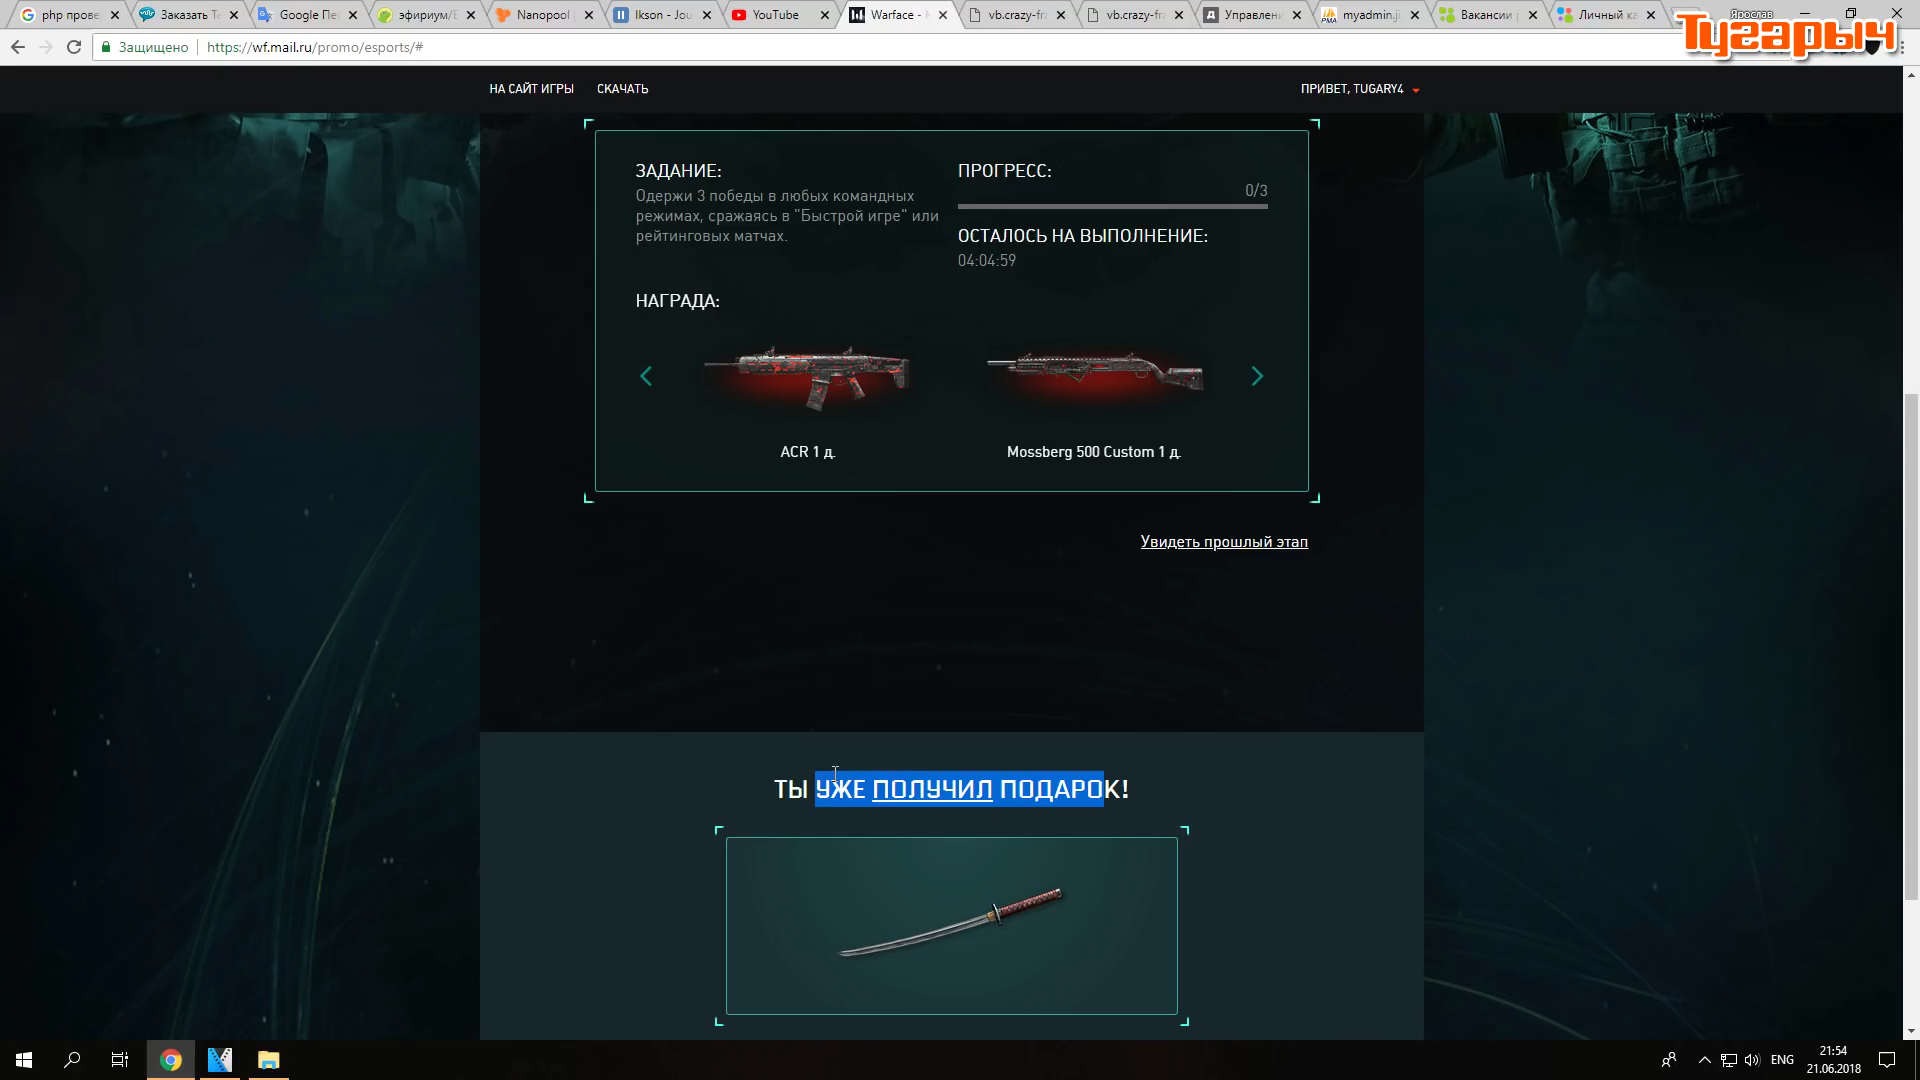 php прове
Заказать Те
Google Пе
эфириум/E
Nanopool
Ikson - Jou
YouTube
Warface -
vb.crazy-fr
vb.crazy-fr
Управлени
myadmin.ji
Вакансии
Личный ка
Ярослав
Тугарыч
Защищено
https://wf.mail.ru/promo/esports/#
НА САЙТ ИГРЫ
СКАЧАТЬ
ПРИВЕТ, TUGARY4
ЗАДАНИЕ:
Одержи 3 победы в любых командных
режимах, сражаясь в "Быстрой игре" или
рейтинговых матчах.
ПРОГРЕСС:
0/3
ОСТАЛОСЬ НА ВЫПОЛНЕНИЕ:
04:04:59
НАГРАДА:
ACR 1 д.
Mossberg 500 Custom 1 д.
Увидеть прошлый этап
ТЫ УЖЕ ПОЛУЧИЛ ПОДАРОК!
ENG
21:54
21.06.2018